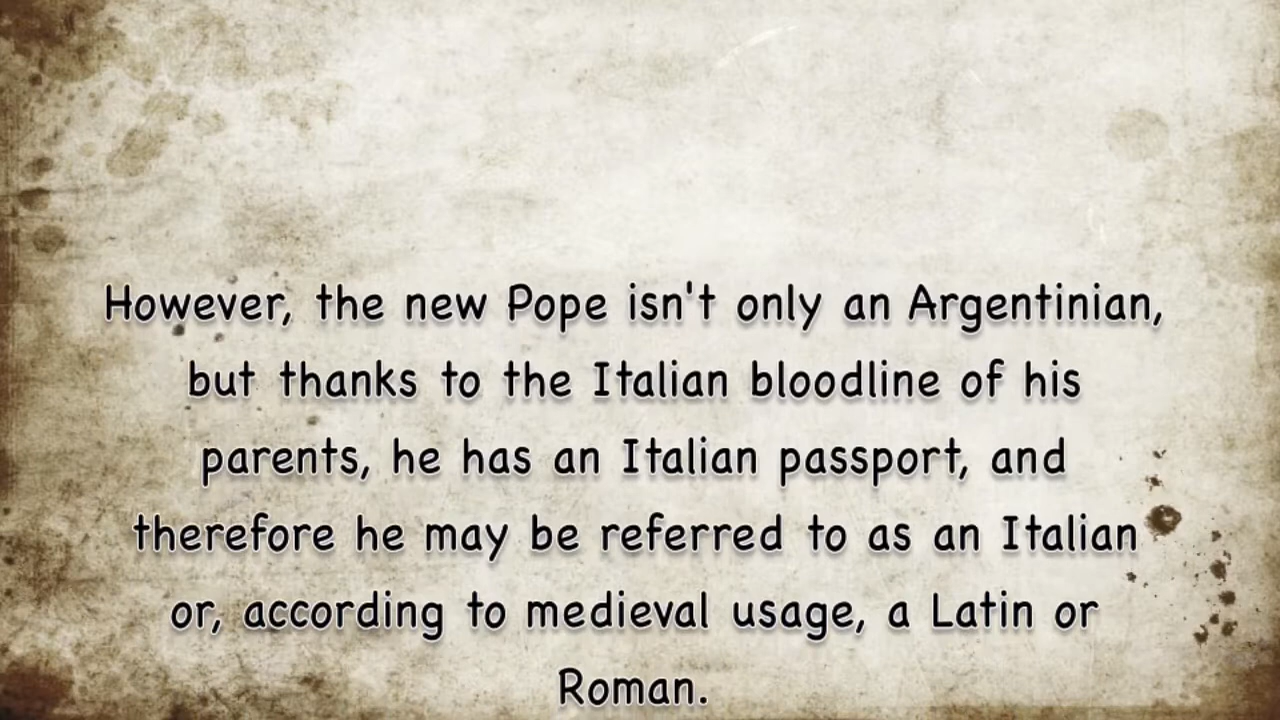 However, the new Pope isn't only an Argentinian,
but thanks to the Italian bloodline of his
parents, he has an Italian passport, and
therefore he may be referred to as an Italian
or, according to medieval usage, a Latin or
Roman.